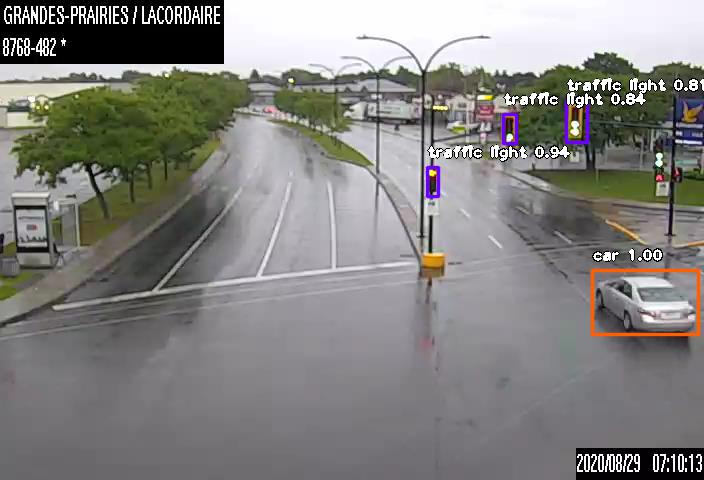 GRANDES-PRAIRIES / LACORDAIRE
8768-482 *
traffic light 0.81
traffic light 0.84
traffic light 0.94
car 1.00
2020/08/29 07:10:13